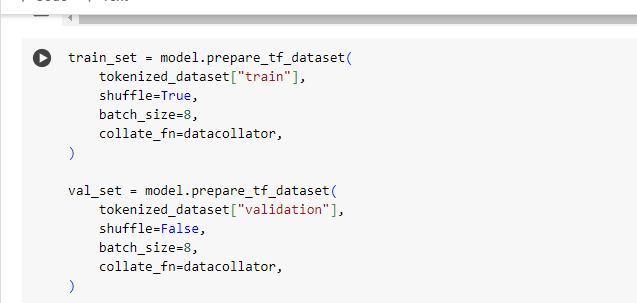 train_set = model.prepare_tf_dataset(
    tokenized_dataset["train"],
    shuffle=True,
    batch_size=8,
    collate_fn=datacollator,
)
val_set = model.prepare_tf_dataset(
    tokenized_dataset["validation"],
    shuffle=False,
    batch_size=8,
    collate_fn=datacollator,
)